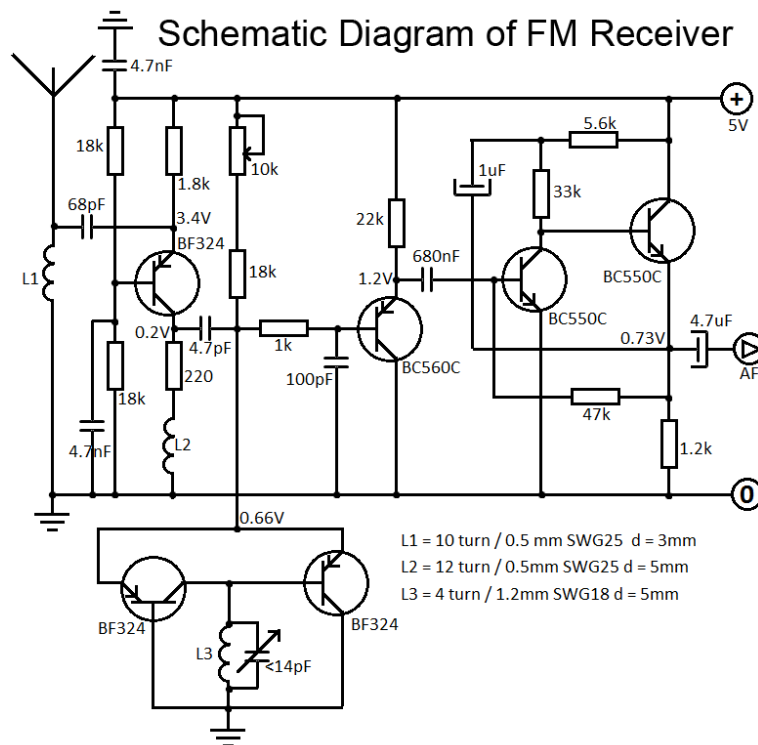 Schematic Diagram of FM Receiver
4.7nF
+
5V
5.6k
18k
1.8k
10k
1uF
33k
68pF
3.4V
BF324
22k
680nF
BC550C
L1
18k
1.2V
BC550C
4.7uF
0.2V
4.7pF
1k
BC560C
0.73V
AF
100pF
220
18k
47k
4.7nF
L2
1.2k
0
0.66V
L1 = 10 turn / 0.5 mm SWG25 d = 3mm
L2 = 12 turn / 0.5mm SWG25 d = 5mm
L3 = 4 turn / 1.2mm SWG18 d = 5mm
BF324
BF324
L3
<14pF